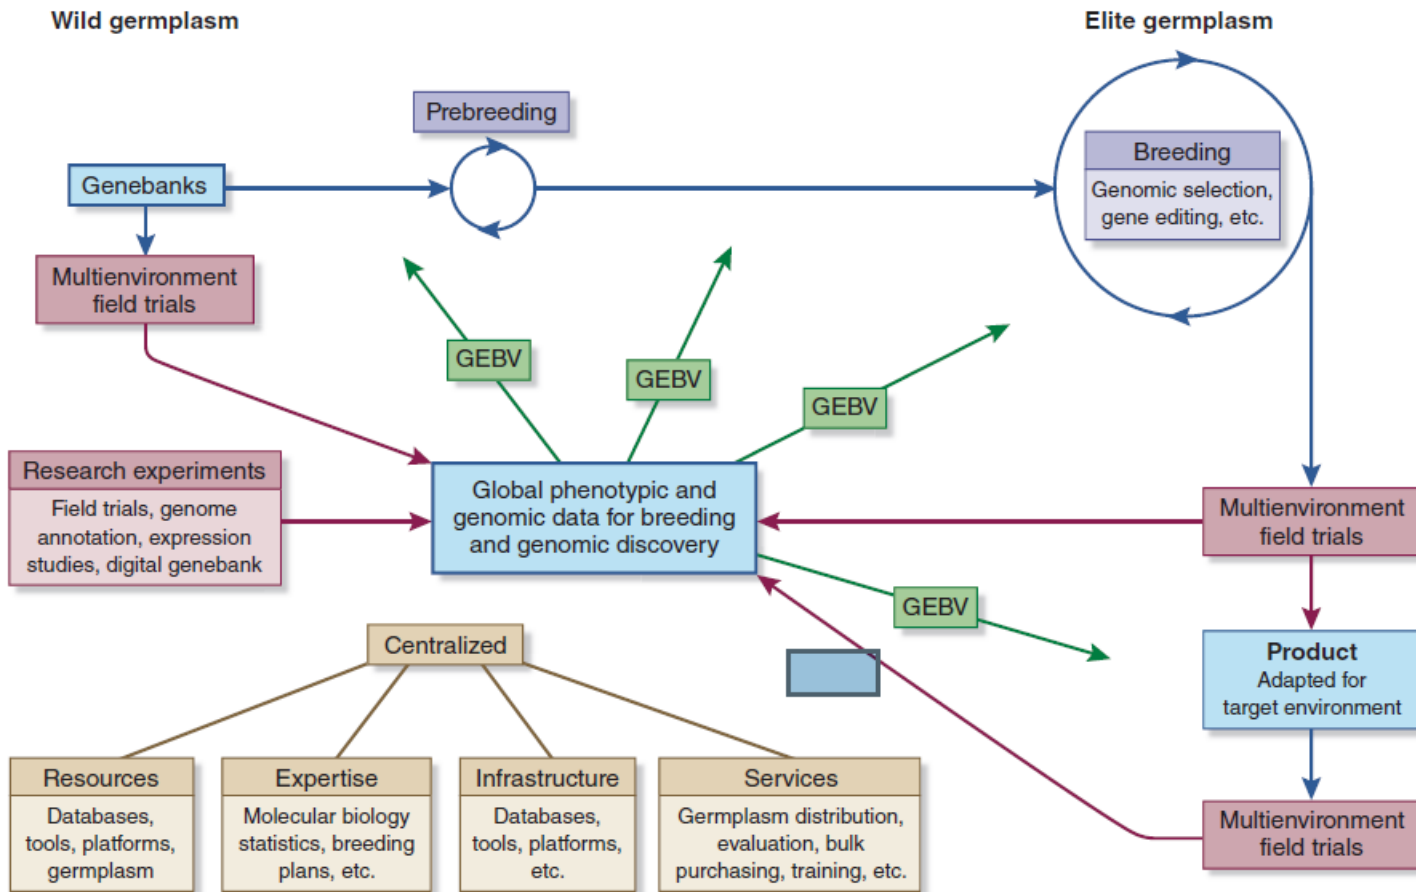 Wild germplasm
Elite germplasm
Prebreeding
Genebanks
Breeding
Genomic selection,
gene editing, etc.
Multienvironment
field trials
GEBV
GEBV
GEBV
Research experiments
Field trials, genome
annotation, expression
studies, digital genebank
Global phenotypic and
genomic data for breeding
and genomic discovery
Multienvironment
field trials
GEBV
Centralized
Product
Adapted for
target environment
Resources
Databases,
tools, platforms,
germplasm
Expertise
Molecular biology
statistics, breeding
plans, etc.
Infrastructure
Databases,
tools, platforms,
etc.
Services
Germplasm distribution,
evaluation, bulk
purchasing, training, etc.
Multienvironment
field trials